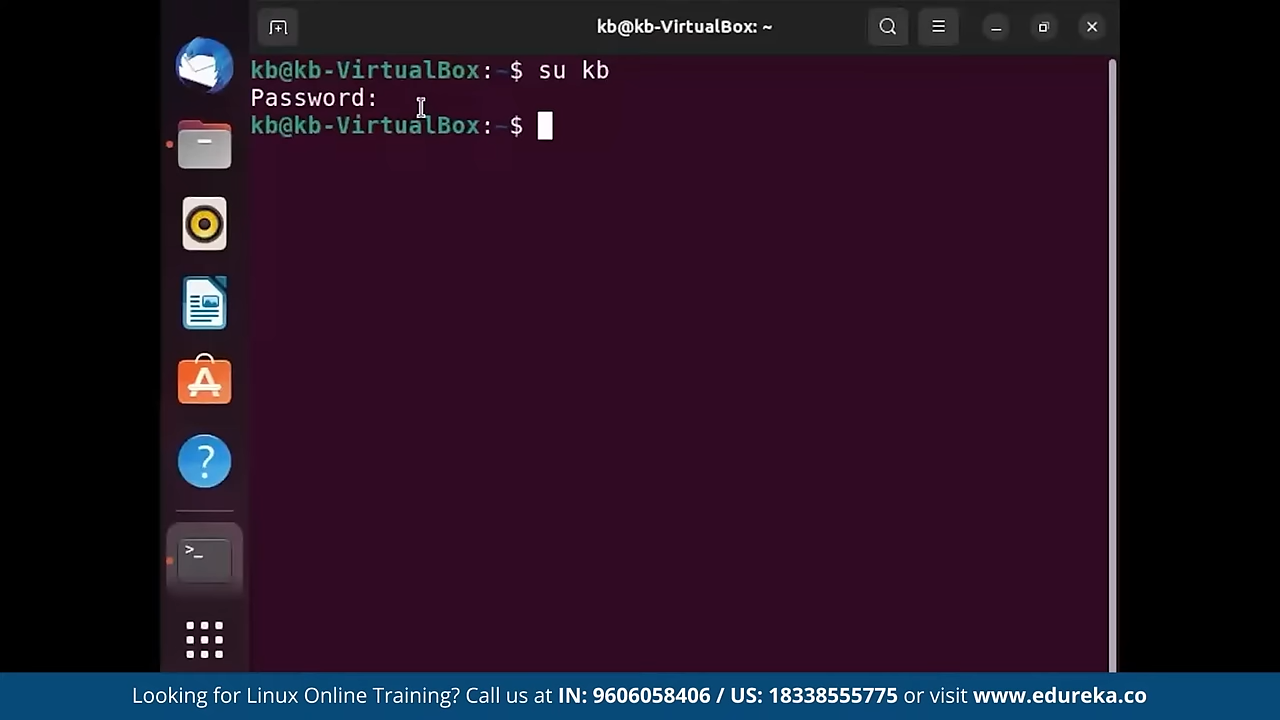 kb@kb-VirtualBox: ~
kb@kb-VirtualBox:~$ su kb
Password:
kb@kb-VirtualBox:~$
A
?
>_
Looking for Linux Online Training? Call us at IN: 9606058406 / US: 18338555775 or visit www.edureka.co